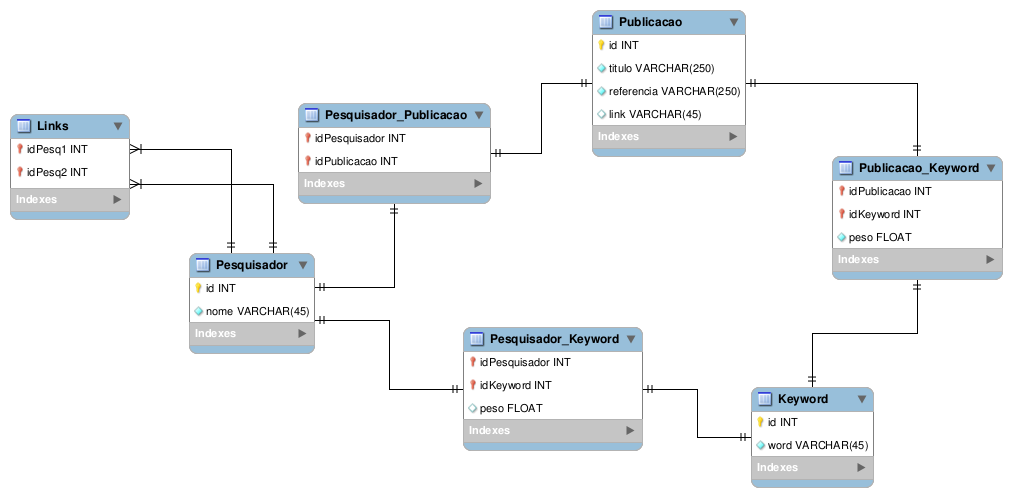 Publicacao
id INT
titulo VARCHAR(250)
referencia VARCHAR(250)
link VARCHAR(45)
Indexes
Links
idPesq1 INT
idPesq2 INT
Indexes
Pesquisador_Publicacao
idPesquisador INT
idPublicacao INT
Indexes
Publicacao_Keyword
idPublicacao INT
idKeyword INT
peso FLOAT
Indexes
Pesquisador
id INT
nome VARCHAR(45)
Indexes
Pesquisador_Keyword
idPesquisador INT
idKeyword INT
peso FLOAT
Indexes
Keyword
id INT
word VARCHAR(45)
Indexes